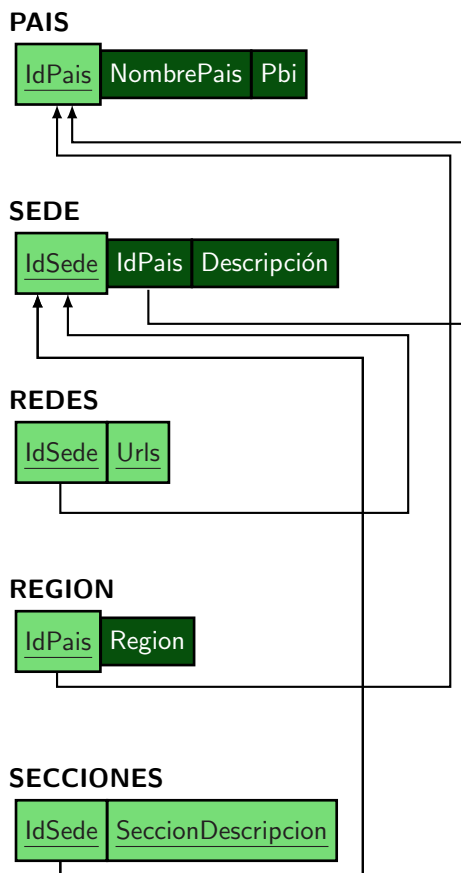 PAIS
IdPais NombrePais Pbi
SEDE
IdSede IdPais Descripción
REDES
IdSede Urls
REGION
IdPais Region
SECCIONES
IdSede SeccionDescripcion